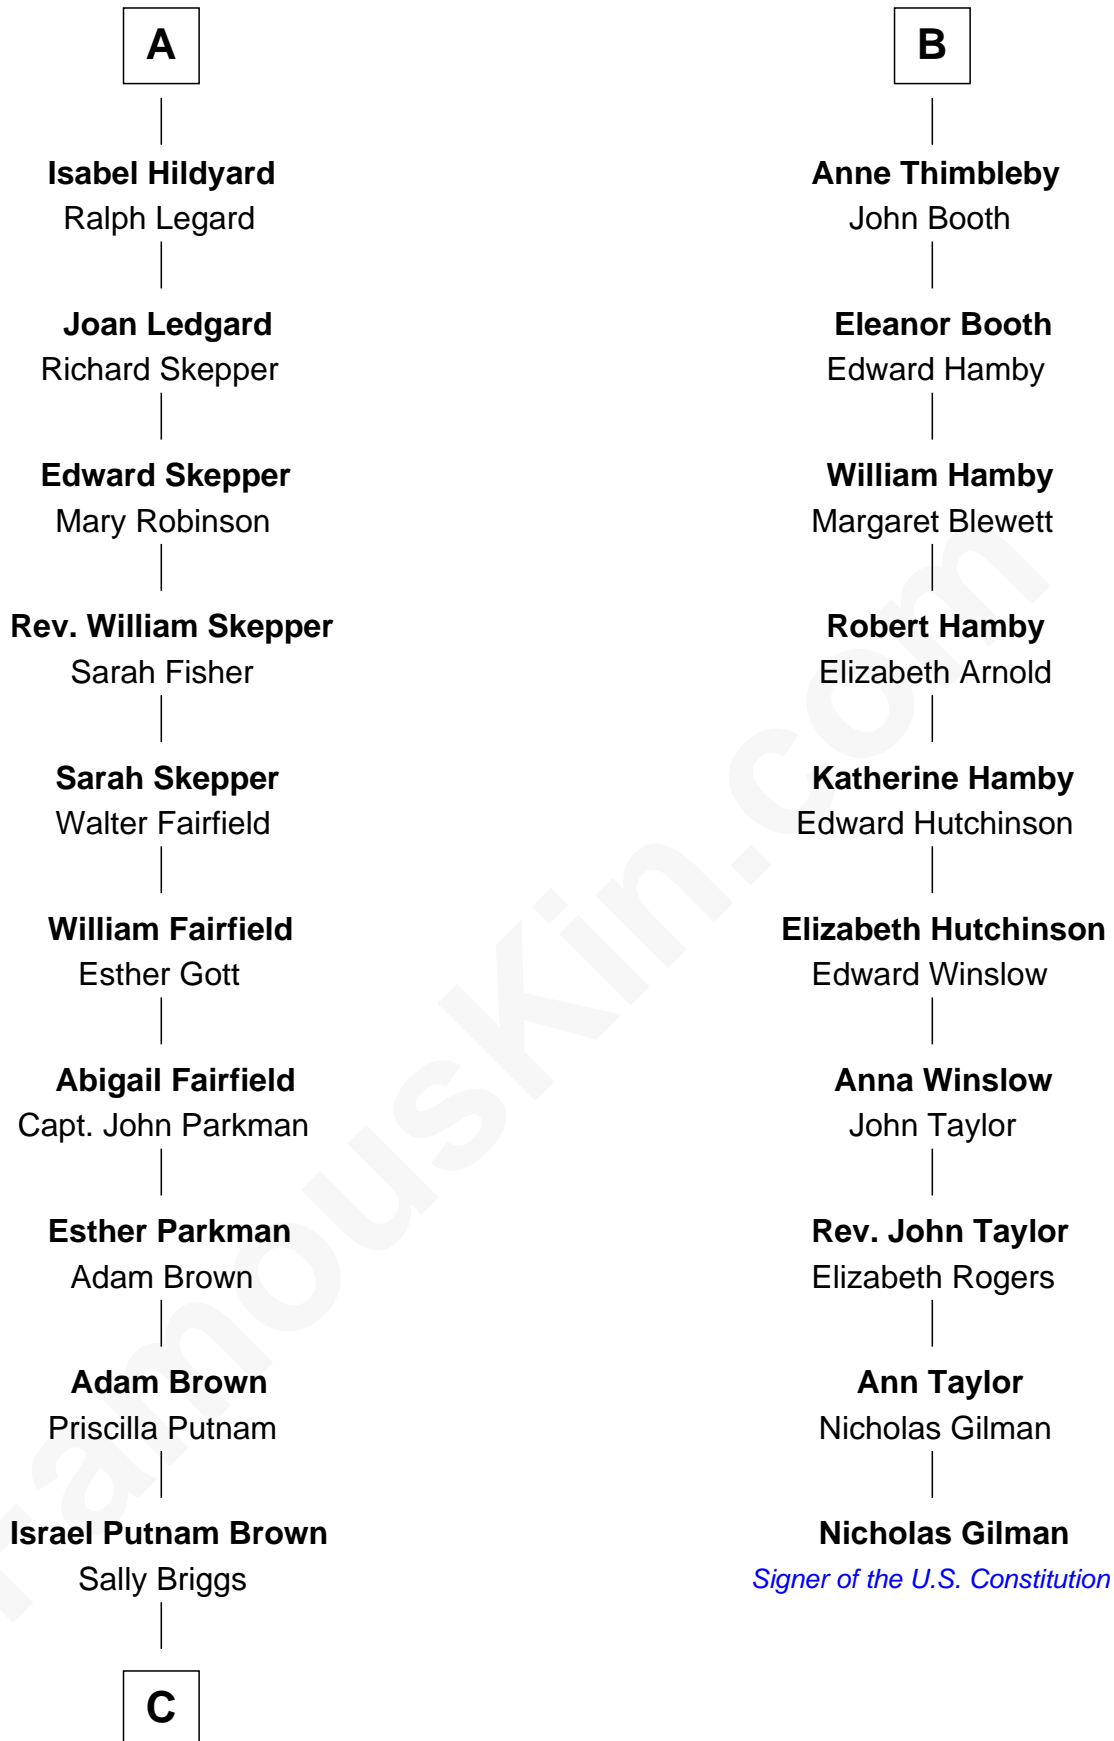 A
Isabel Hildyard
Ralph Legard
Joan Ledgard
Richard Skepper
Edward Skepper
Mary Robinson
Rev. William Skepper
Sarah Fisher
Sarah Skepper
Walter Fairfield
William Fairfield
Esther Gott
Abigail Fairfield
Capt. John Parkman
Esther Parkman
Adam Brown
Adam Brown
Priscilla Putnam
Israel Putnam Brown
Sally Briggs
C
B
Anne Thimbleby
John Booth
Eleanor Booth
Edward Hamby
William Hamby
Margaret Blewett
Robert Hamby
Elizabeth Arnold
Katherine Hamby
Edward Hutchinson
Elizabeth Hutchinson
Edward Winslow
Anna Winslow
John Taylor
Rev. John Taylor
Elizabeth Rogers
Ann Taylor
Nicholas Gilman
Nicholas Gilman
Signer of the U.S. Constitution
FamousKin.com